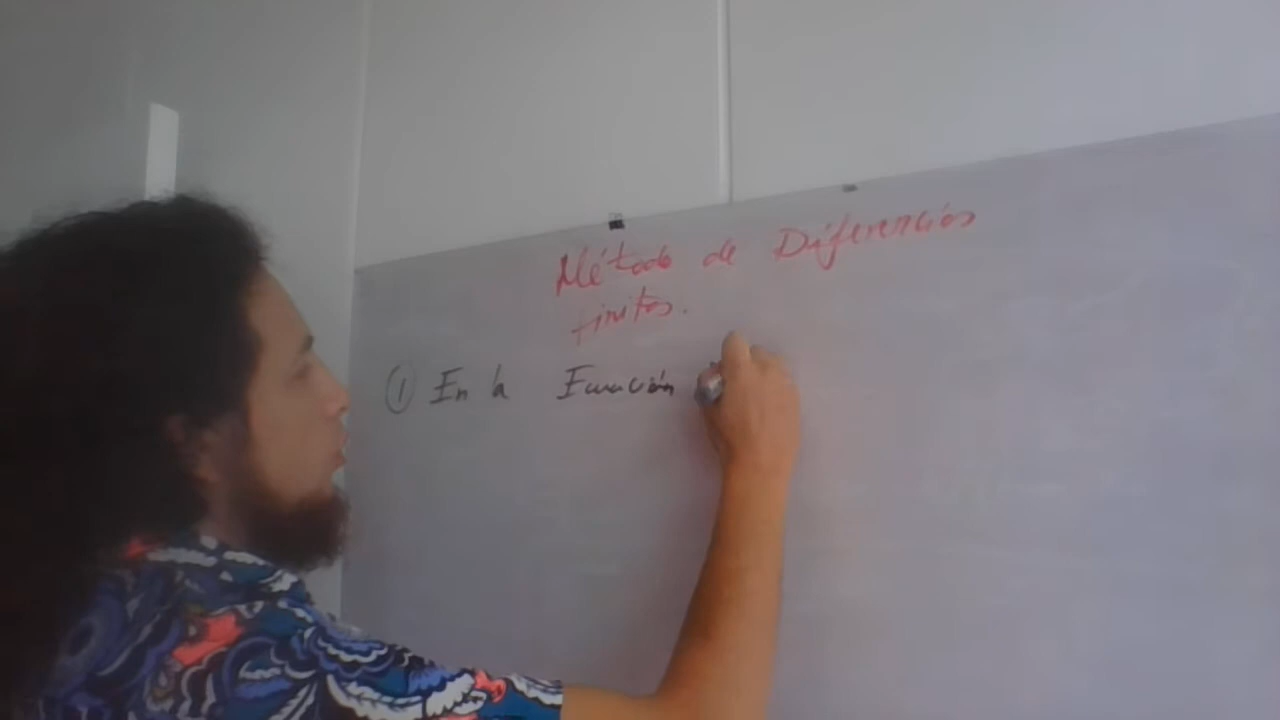 Método de Diferencias
finitas.
① En la Ecuación